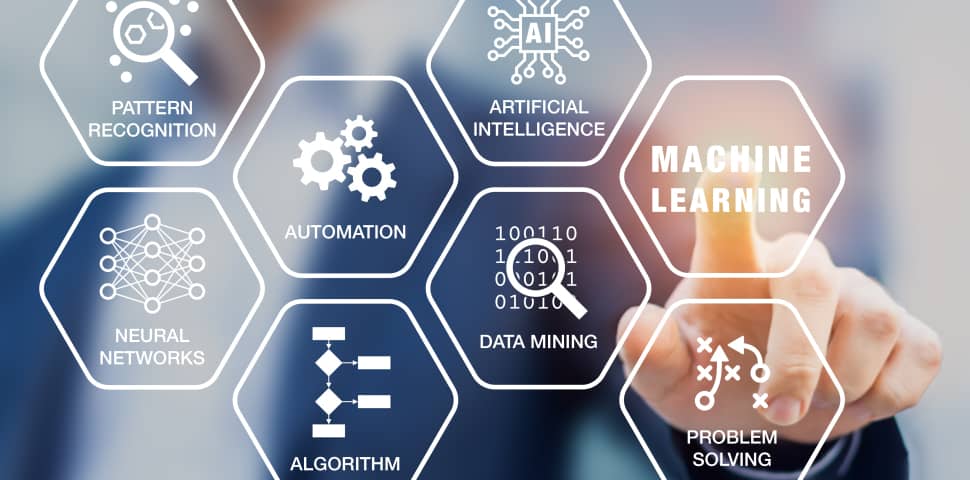 PATTERN
RECOGNITION
AI
ARTIFICIAL
INTELLIGENCE
AUTOMATION
MACHINE
LEARNING
NEURAL
NETWORKS
100110
DATA MINING
ALGORITHM
PROBLEM
SOLVING